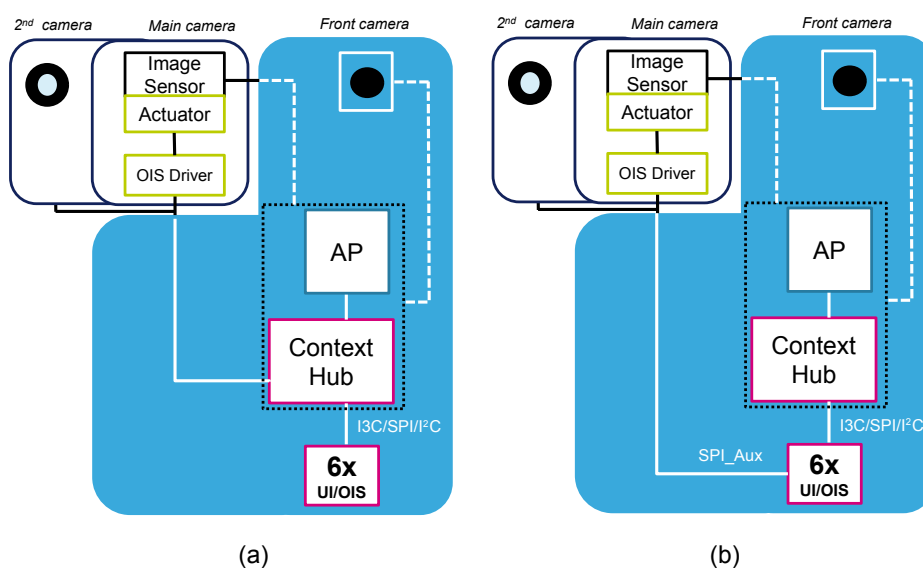 2nd camera
Main camera
Front camera
Image
Sensor
Actuator
OIS Driver
AP
Context
Hub
I3C/SPI/I²C
6x
UI/OIS
(a)
2nd camera
Main camera
Front camera
Image
Sensor
Actuator
OIS Driver
AP
Context
Hub
I3C/SPI/I²C
SPI_Aux
6x
UI/OIS
(b)